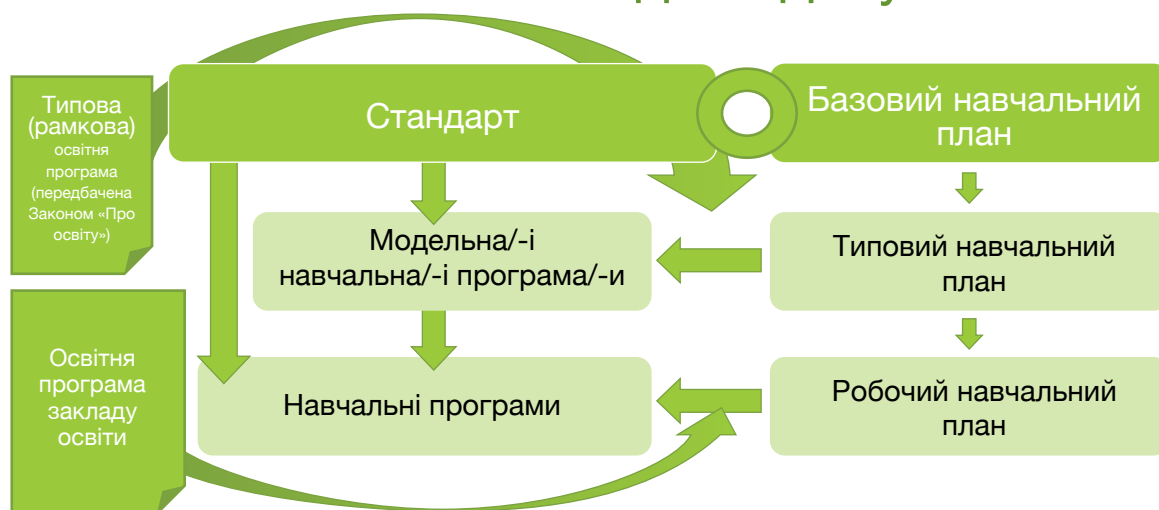 Типова
(рамкова)
освітня
програма
(передбачена
Законом «Про
освіту»)
Стандарт
Базовий навчальний
план
Модельна/-і
навчальна/-і програма/-и
Типовий навчальний
план
Освітня
програма
закладу
освіти
Навчальні програми
Робочий навчальний
план